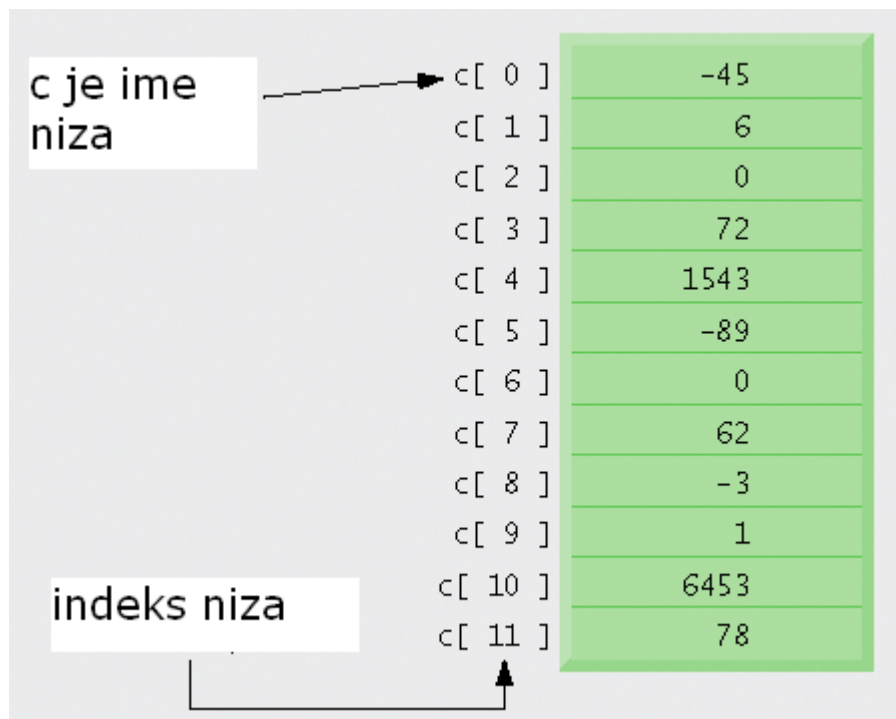 c je ime
niza
c[ 0 ] -45
c[ 1 ] 6
c[ 2 ] 0
c[ 3 ] 72
c[ 4 ] 1543
c[ 5 ] -89
c[ 6 ] 0
c[ 7 ] 62
c[ 8 ] -3
c[ 9 ] 1
c[ 10 ] 6453
indeks niza
c[ 11 ] 78